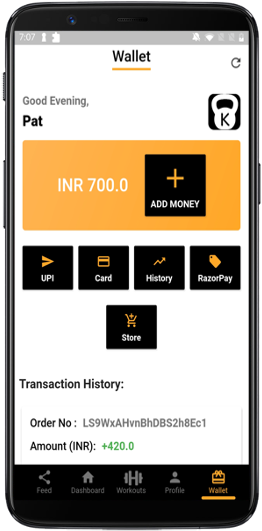 7:07
Wallet
Good Evening,
Pat
K
INR 700.0
ADD MONEY
UPI
Card
History
RazorPay
Store
Transaction History:
Order No : LS9WxAHvnBhDBS2h8Ec1
Amount (INR): +420.0
Feed
Dashboard
Workouts
Profile
Wallet